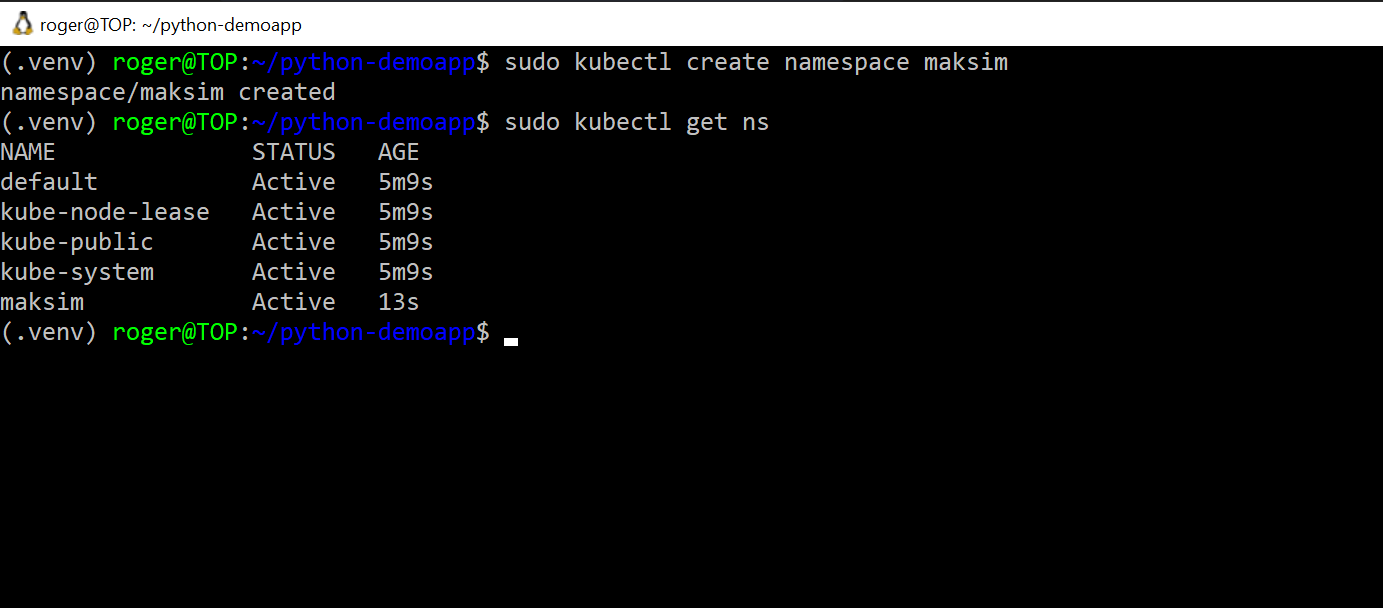 roger@TOP: ~/python-demoapp
(.venv) roger@TOP:~/python-demoapp$ sudo kubectl create namespace maksim
namespace/maksim created
(.venv) roger@TOP:~/python-demoapp$ sudo kubectl get ns
NAME              STATUS   AGE
default           Active   5m9s
kube-node-lease   Active   5m9s
kube-public       Active   5m9s
kube-system       Active   5m9s
maksim            Active   13s
(.venv) roger@TOP:~/python-demoapp$